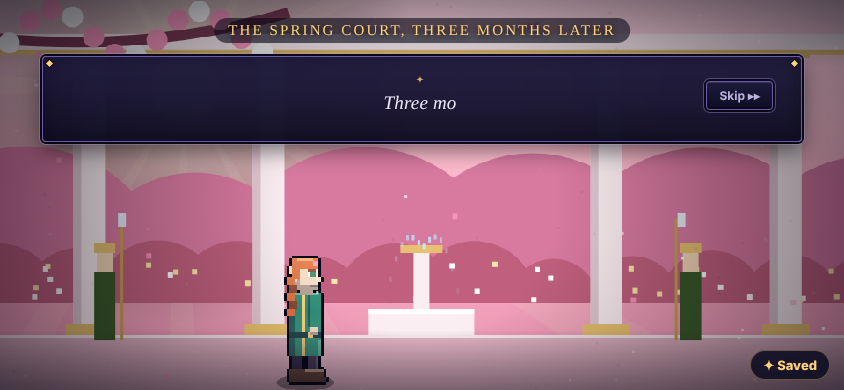 THE SPRING COURT, THREE MONTHS LATER
Three mo
Skip ▸▸
✦ Saved